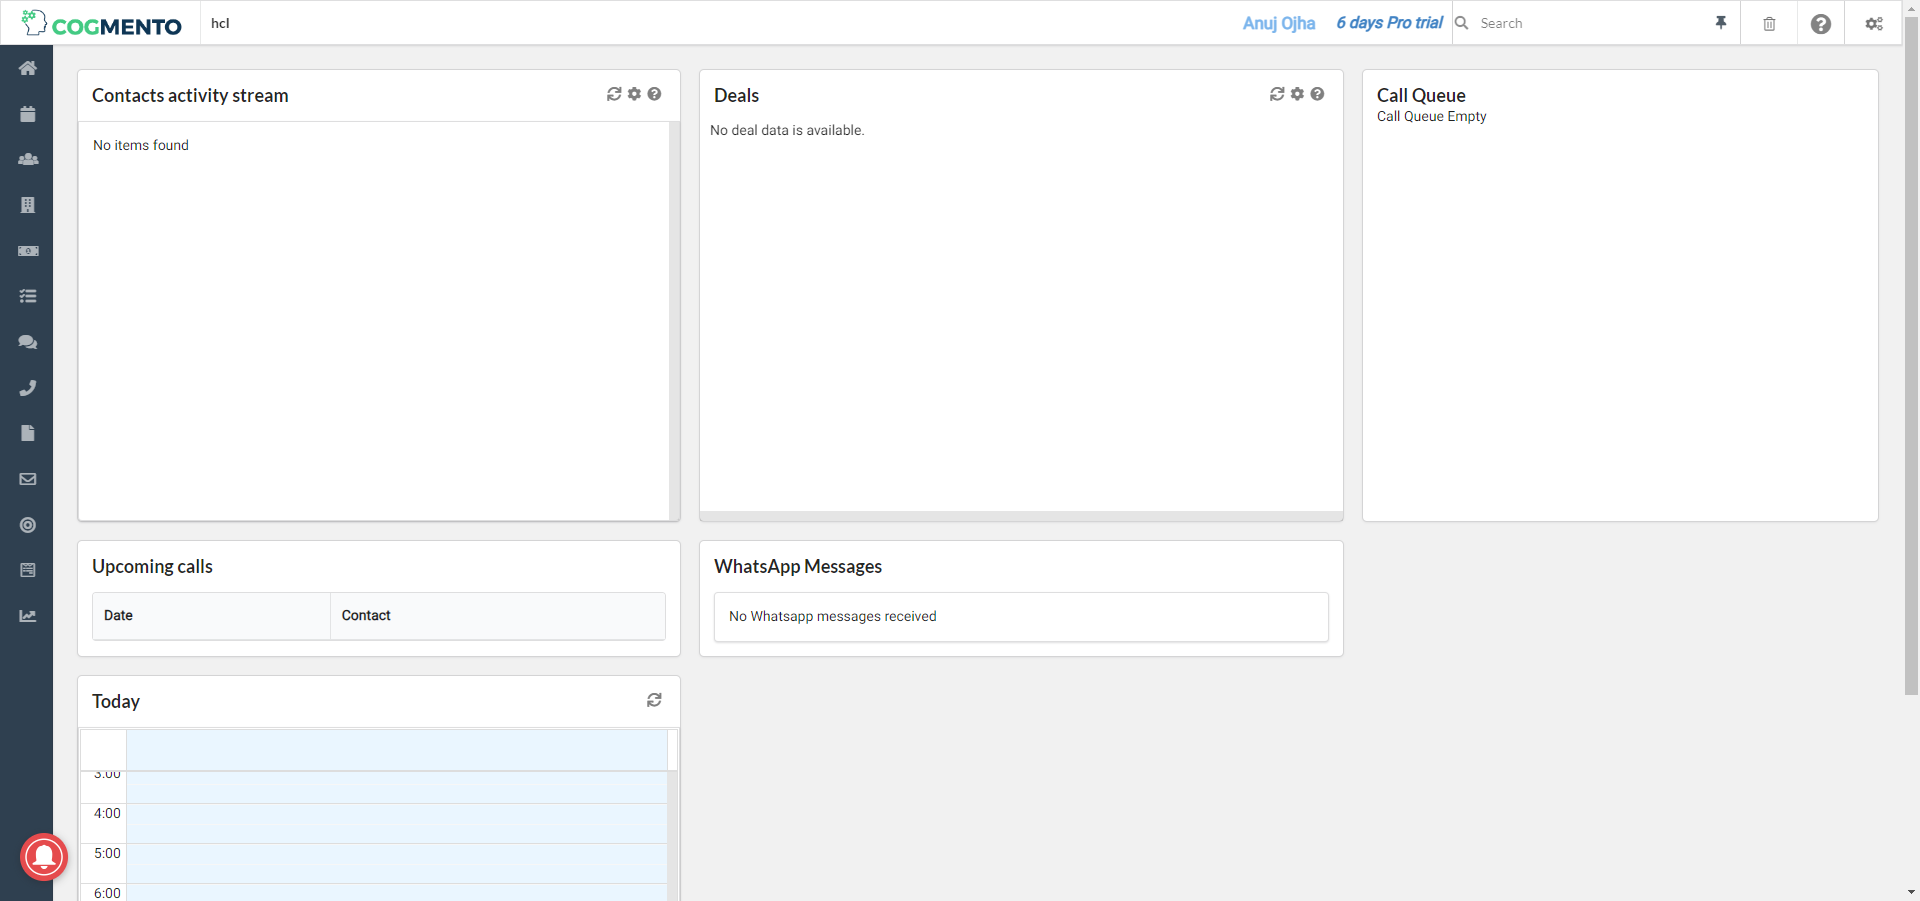 COGMENTO
hcl
Anuj Ojha
6 days Pro trial
Search
Contacts activity stream
No items found
Deals
No deal data is available.
Call Queue
Call Queue Empty
Upcoming calls
Date
Contact
WhatsApp Messages
No Whatsapp messages received
Today
3:00
4:00
5:00
6:00